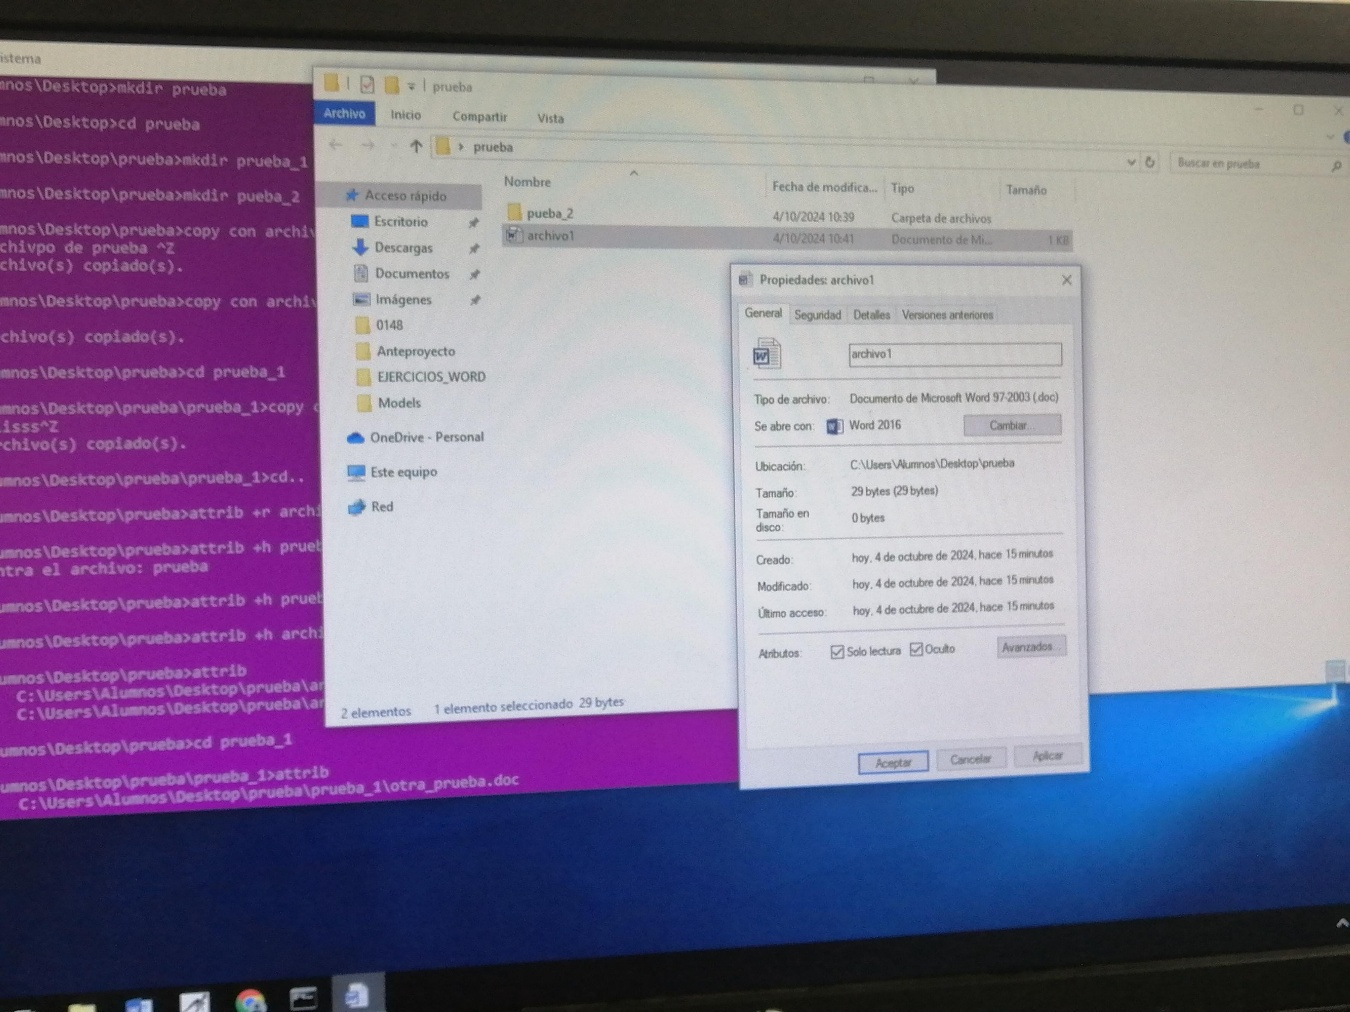 istema
mnos\Desktop>mkdir prueba
mnos\Desktop>cd prueba
mnos\Desktop\prueba>mkdir prueba_1
mnos\Desktop\prueba>mkdir pueba_2
mnos\Desktop\prueba>copy con archiv
chivpo de prueba ^Z
chivo(s) copiado(s).
mnos\Desktop\prueba>copy con archiv
chivo(s) copiado(s).
mnos\Desktop\prueba>cd prueba_1
mnos\Desktop\prueba\prueba_1>copy c
isss^Z
chivo(s) copiado(s).
umnos\Desktop\prueba\prueba_1>cd..
umnos\Desktop\prueba>attrib +r archi
umnos\Desktop\prueba>attrib +h prueb
ntra el archivo: prueba
umnos\Desktop\prueba>attrib +h prueb
umnos\Desktop\prueba>attrib +h archi
umnos\Desktop\prueba>attrib
C:\Users\Alumnos\Desktop\prueba\ar
C:\Users\Alumnos\Desktop\prueba\ar
umnos\Desktop\prueba>cd prueba_1
umnos\Desktop\prueba\prueba_1>attrib
C:\Users\Alumnos\Desktop\prueba\prueba_1\otra_prueba.doc
prueba
Archivo Inicio Compartir Vista
prueba
Buscar en prueba
Nombre Fecha de modifica... Tipo Tamaño
pueba_2 4/10/2024 10:39 Carpeta de archivos
archivo1 4/10/2024 10:41 Documento de Mi... 1 KB
Acceso rápido
Escritorio
Descargas
Documentos
Imágenes
0148
Anteproyecto
EJERCICIOS_WORD
Models
OneDrive - Personal
Este equipo
Red
2 elementos 1 elemento seleccionado 29 bytes
Propiedades: archivo1
General Seguridad Detalles Versiones anteriores
archivo1
Tipo de archivo: Documento de Microsoft Word 97-2003 (.doc)
Se abre con: Word 2016 Cambiar...
Ubicación: C:\Users\Alumnos\Desktop\prueba
Tamaño: 29 bytes (29 bytes)
Tamaño en
disco: 0 bytes
Creado: hoy, 4 de octubre de 2024, hace 15 minutos
Modificado: hoy, 4 de octubre de 2024, hace 15 minutos
Último acceso: hoy, 4 de octubre de 2024, hace 15 minutos
Atributos: Solo lectura Oculto Avanzados...
Aceptar Cancelar Aplicar